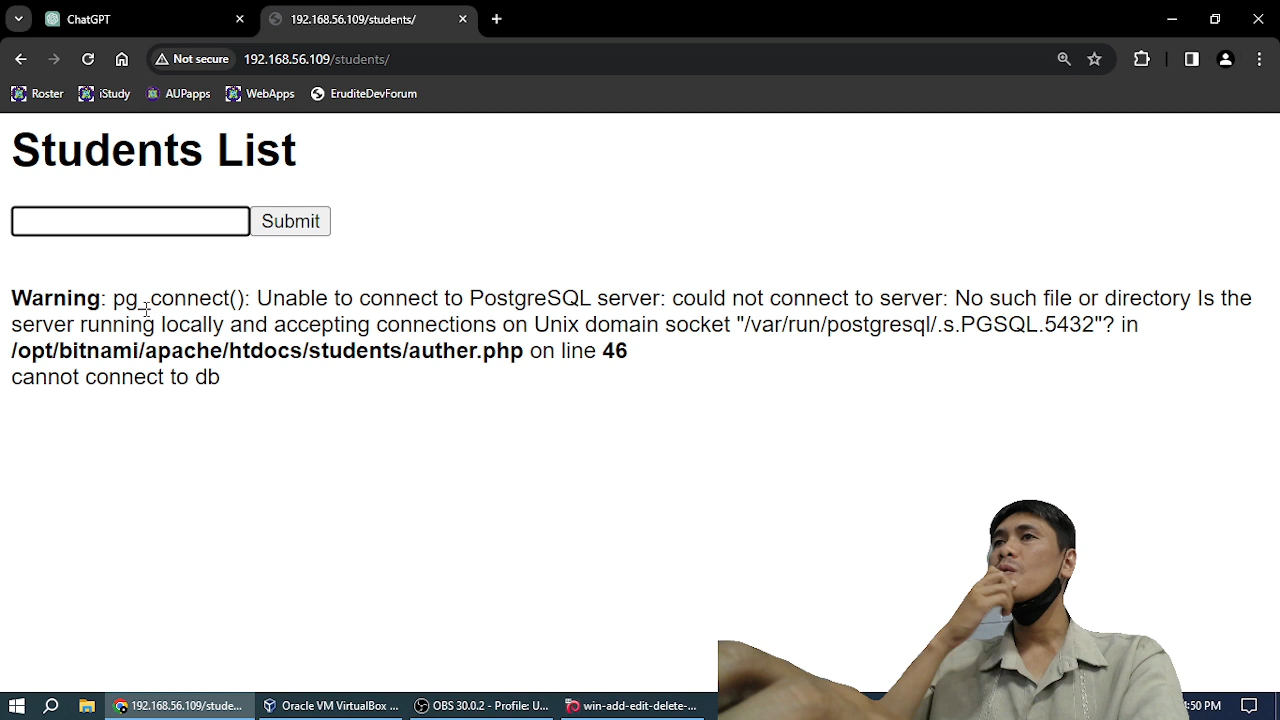 ChatGPT
192.168.56.109/students/
Not secure
192.168.56.109/students/
Roster
iStudy
AUPapps
WebApps
EruditeDevForum
Students List
Submit
Warning: pg_connect(): Unable to connect to PostgreSQL server: could not connect to server: No such file or directory Is the
server running locally and accepting connections on Unix domain socket "/var/run/postgresql/.s.PGSQL.5432"? in
/opt/bitnami/apache/htdocs/students/auther.php on line 46
cannot connect to db
192.168.56.109/stude...
Oracle VM VirtualBox ...
OBS 30.0.2 - Profile: U...
win-add-edit-delete-...
:50 PM